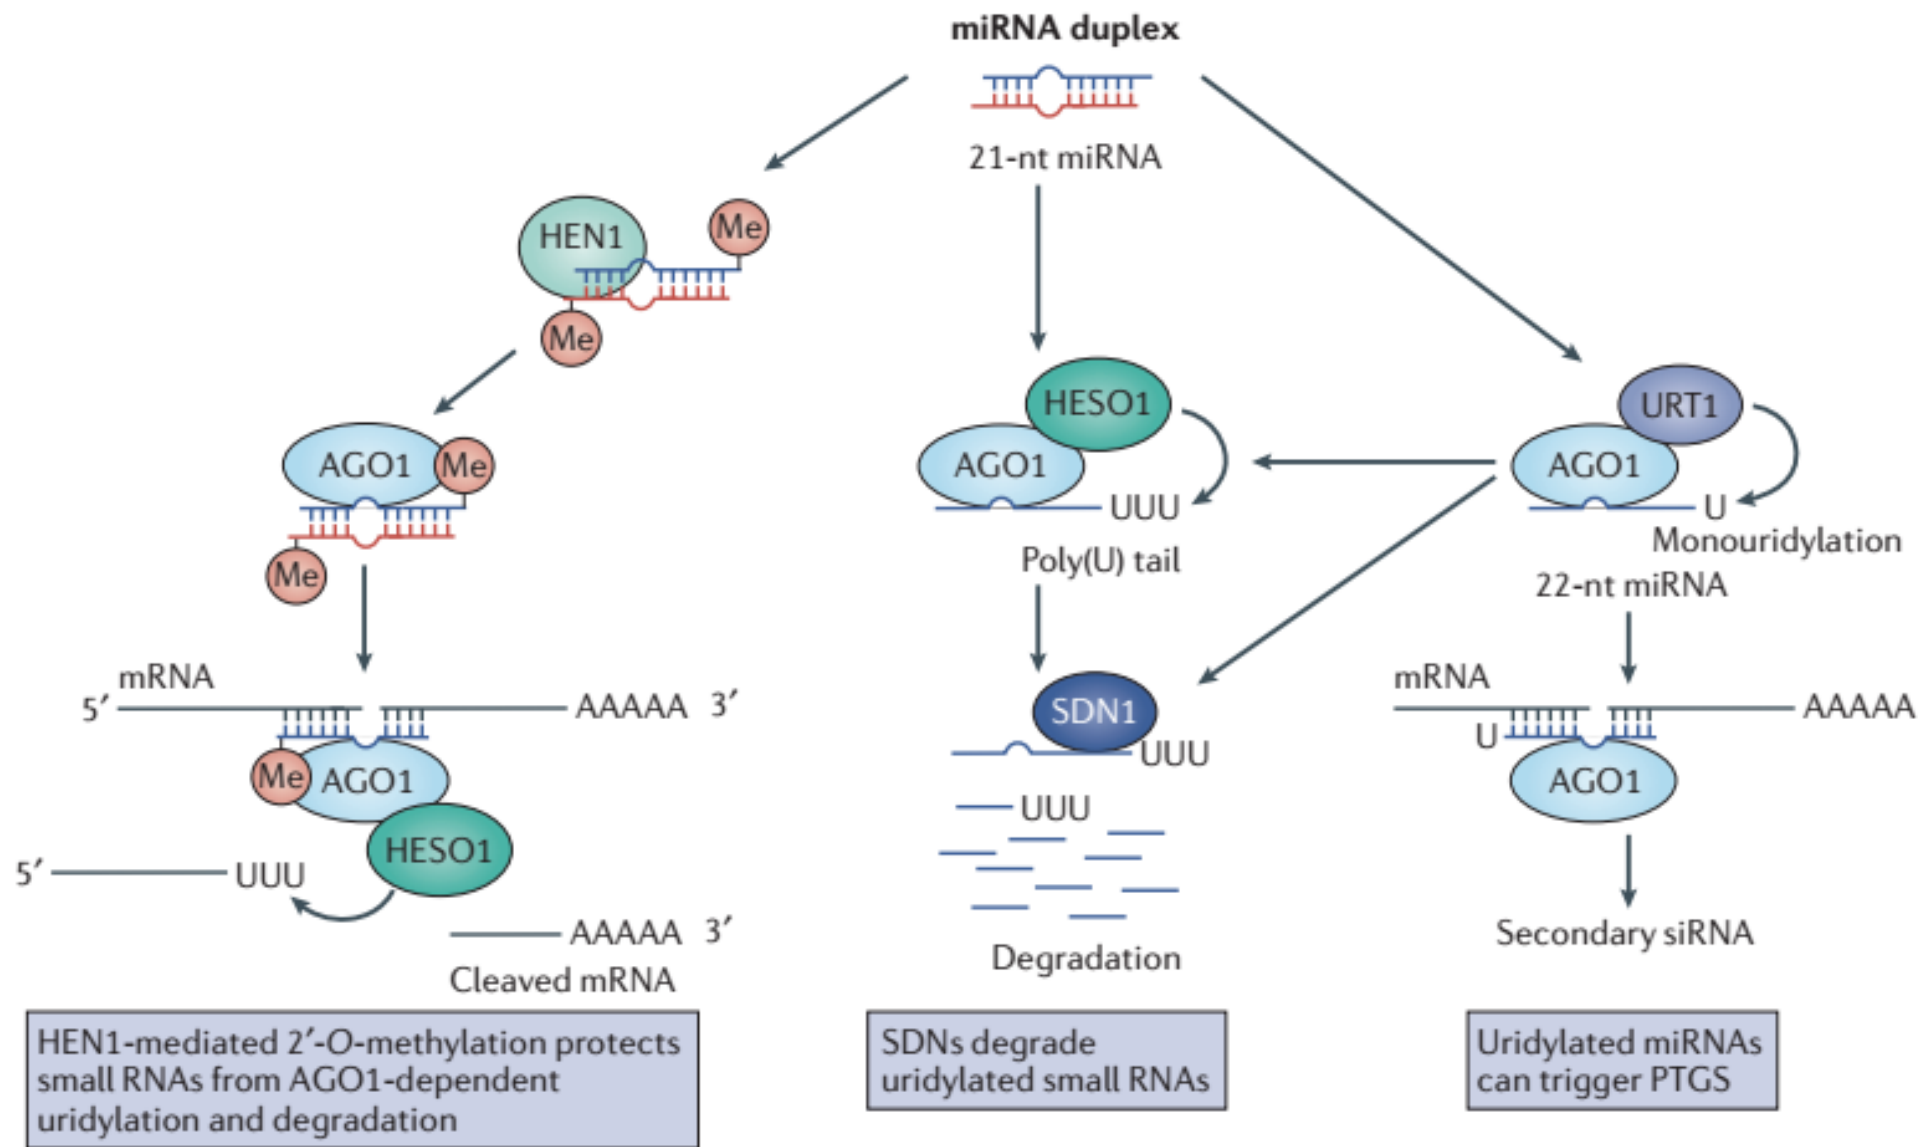 miRNA duplex
21-nt miRNA
HEN1
Me
Me
AGO1
Me
Me
mRNA
5′
AAAAA 3′
Me
AGO1
HESO1
5′
UUU
AAAAA 3′
Cleaved mRNA
HEN1-mediated 2′-O-methylation protects
small RNAs from AGO1-dependent
uridylation and degradation
HESO1
AGO1
UUU
Poly(U) tail
SDN1
UUU
UUU
Degradation
SDNs degrade
uridylated small RNAs
URT1
AGO1
U
Monouridylation
22-nt miRNA
mRNA
AAAAA
U
AGO1
Secondary siRNA
Uridylated miRNAs
can trigger PTGS